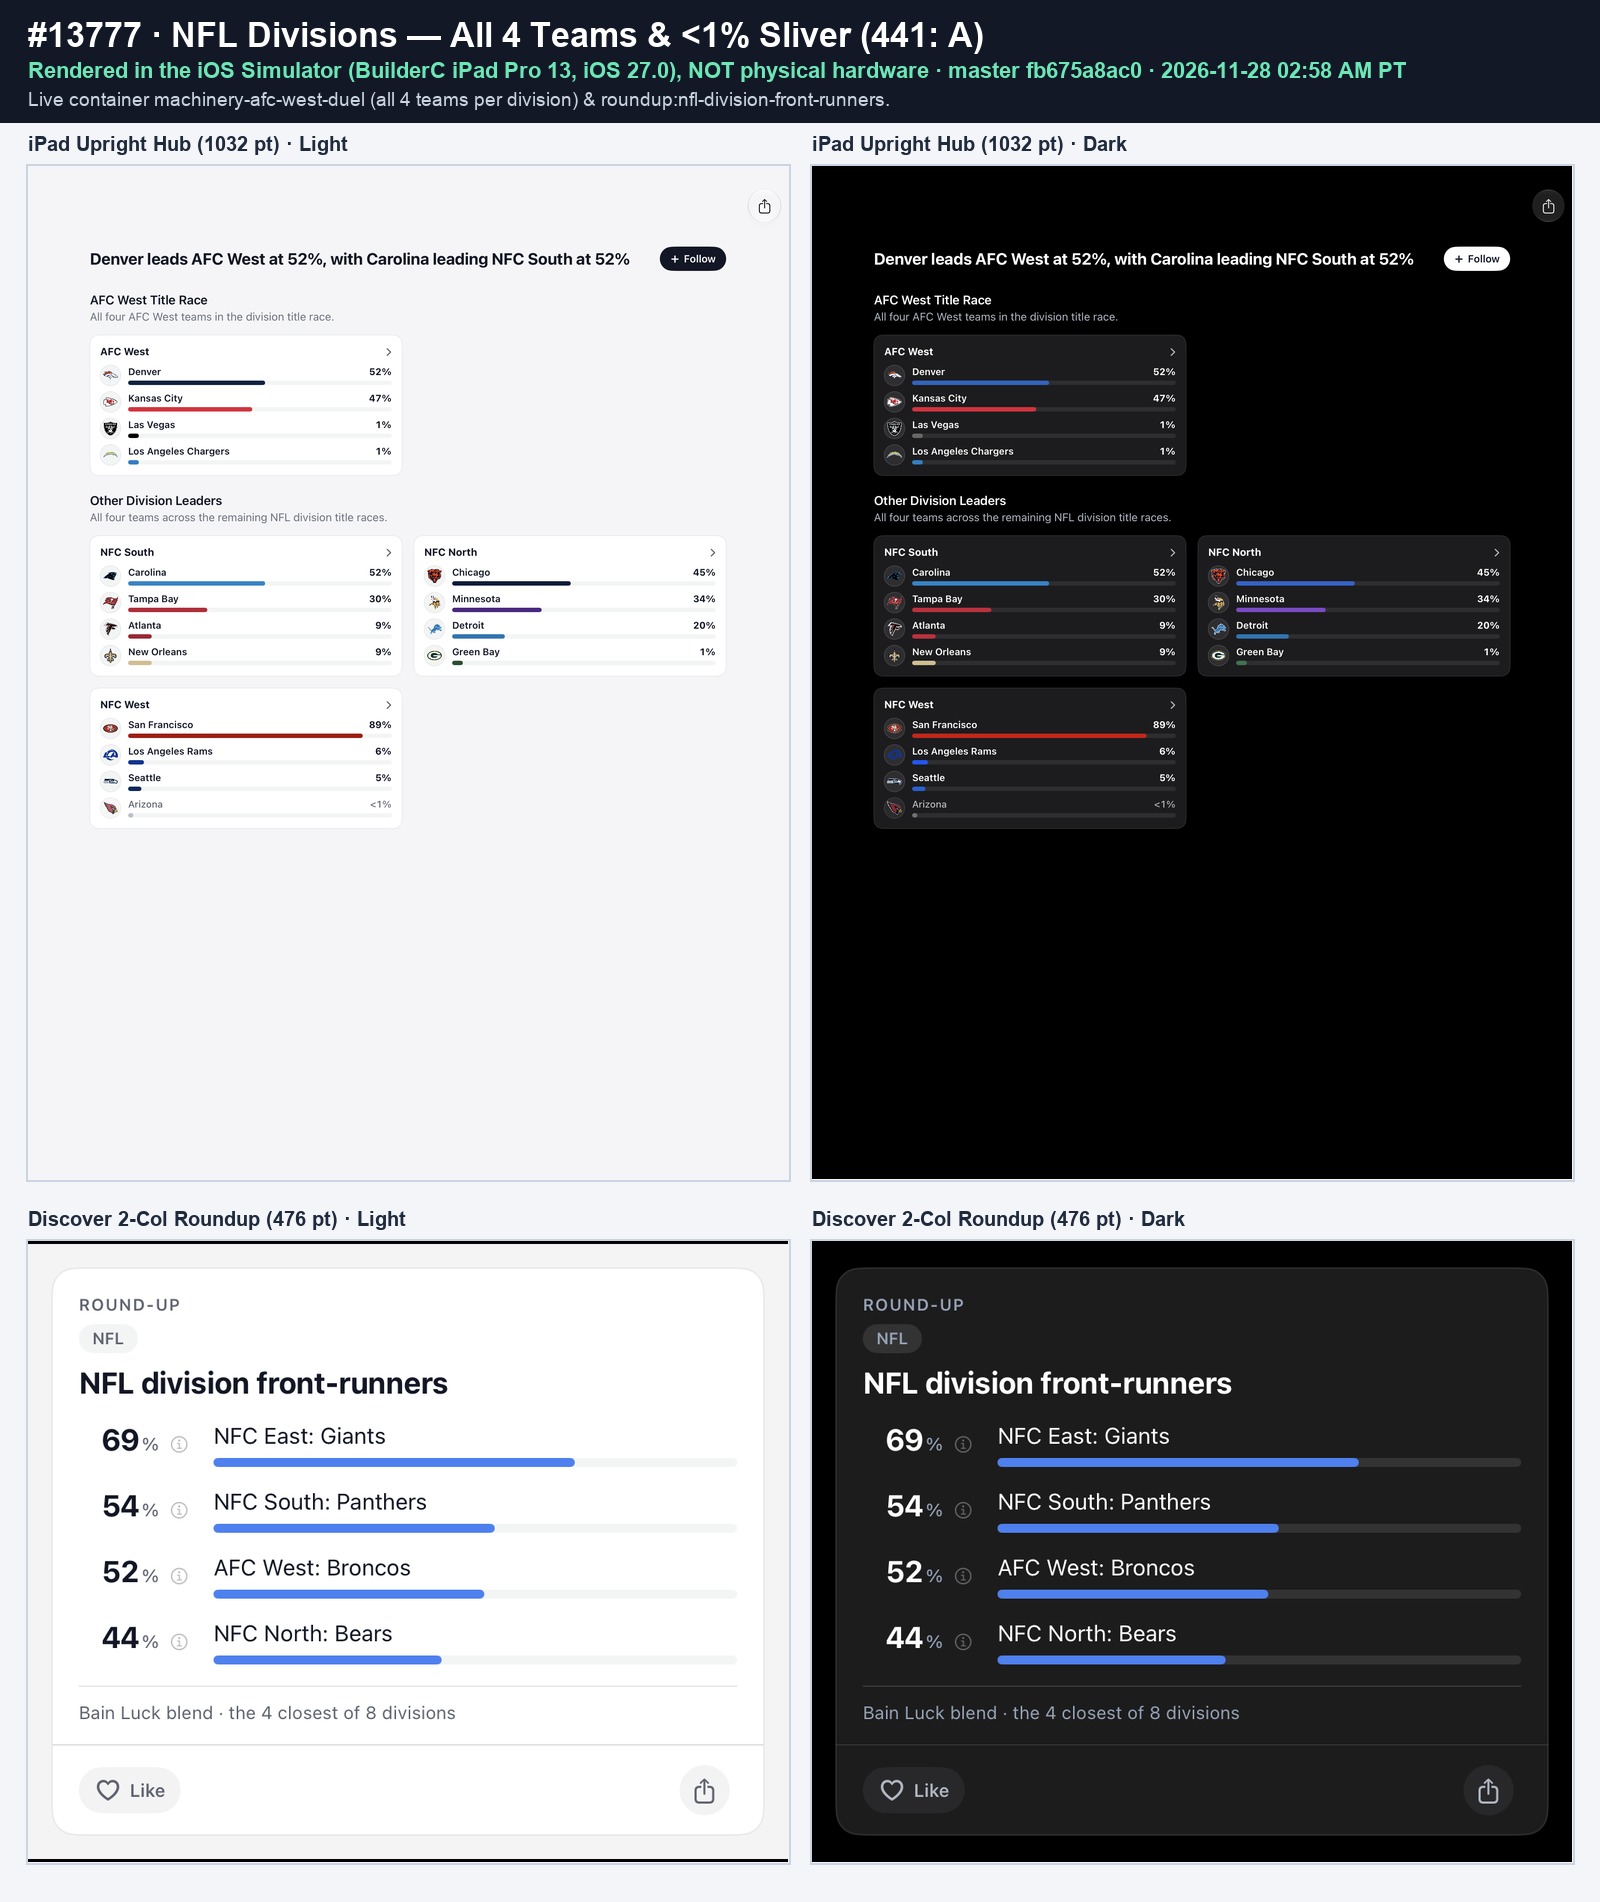 #13777 · NFL Divisions — All 4 Teams & <1% Sliver (441: A)
Rendered in the iOS Simulator (BuilderC iPad Pro 13, iOS 27.0), NOT physical hardware · master fb675a8ac0 · 2026-11-28 02:58 AM PT
Live container machinery-afc-west-duel (all 4 teams per division) & roundup:nfl-division-front-runners.
iPad Upright Hub (1032 pt) · Light
Denver leads AFC West at 52%, with Carolina leading NFC South at 52%
+ Follow
AFC West Title Race
All four AFC West teams in the division title race.
AFC West
Denver 52%
Kansas City 47%
Las Vegas 1%
Los Angeles Chargers 1%
Other Division Leaders
All four teams across the remaining NFL division title races.
NFC South
Carolina 52%
Tampa Bay 30%
Atlanta 9%
New Orleans 9%
NFC North
Chicago 45%
Minnesota 34%
Detroit 20%
Green Bay 1%
NFC West
San Francisco 89%
Los Angeles Rams 6%
Seattle 5%
Arizona <1%
iPad Upright Hub (1032 pt) · Dark
Denver leads AFC West at 52%, with Carolina leading NFC South at 52%
+ Follow
AFC West Title Race
All four AFC West teams in the division title race.
AFC West
Denver 52%
Kansas City 47%
Las Vegas 1%
Los Angeles Chargers 1%
Other Division Leaders
All four teams across the remaining NFL division title races.
NFC South
Carolina 52%
Tampa Bay 30%
Atlanta 9%
New Orleans 9%
NFC North
Chicago 45%
Minnesota 34%
Detroit 20%
Green Bay 1%
NFC West
San Francisco 89%
Los Angeles Rams 6%
Seattle 5%
Arizona <1%
Discover 2-Col Roundup (476 pt) · Light
ROUND-UP
NFL
NFL division front-runners
69% NFC East: Giants
54% NFC South: Panthers
52% AFC West: Broncos
44% NFC North: Bears
Bain Luck blend · the 4 closest of 8 divisions
Like
Discover 2-Col Roundup (476 pt) · Dark
ROUND-UP
NFL
NFL division front-runners
69% NFC East: Giants
54% NFC South: Panthers
52% AFC West: Broncos
44% NFC North: Bears
Bain Luck blend · the 4 closest of 8 divisions
Like